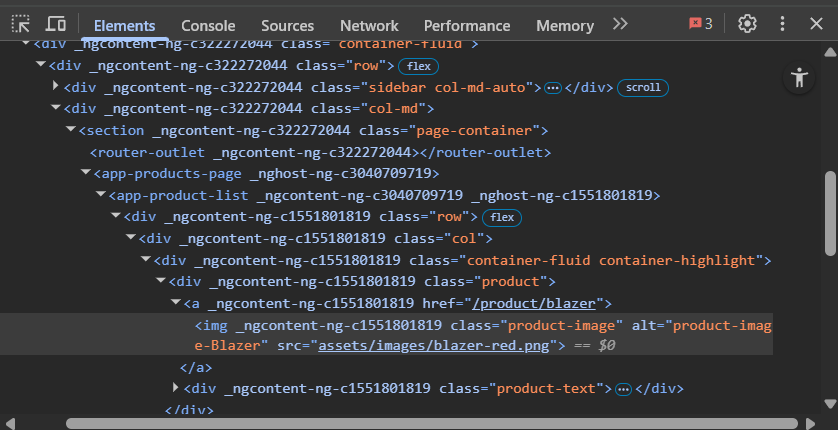 Elements Console Sources Network Performance Memory 3
<div _ngcontent-ng-c322272044 class="container-fluid">
<div _ngcontent-ng-c322272044 class="row"> flex
<div _ngcontent-ng-c322272044 class="sidebar col-md-auto"> … </div> scroll
<div _ngcontent-ng-c322272044 class="col-md">
<section _ngcontent-ng-c322272044 class="page-container">
<router-outlet _ngcontent-ng-c322272044></router-outlet>
<app-products-page _nghost-ng-c3040709719>
<app-product-list _ngcontent-ng-c3040709719 _nghost-ng-c1551801819>
<div _ngcontent-ng-c1551801819 class="row"> flex
<div _ngcontent-ng-c1551801819 class="col">
<div _ngcontent-ng-c1551801819 class="container-fluid container-highlight">
<div _ngcontent-ng-c1551801819 class="product">
<a _ngcontent-ng-c1551801819 href="/product/blazer">
<img _ngcontent-ng-c1551801819 class="product-image" alt="product-imag
e-Blazer" src="assets/images/blazer-red.png"> == $0
</a>
<div _ngcontent-ng-c1551801819 class="product-text"> … </div>
</div>